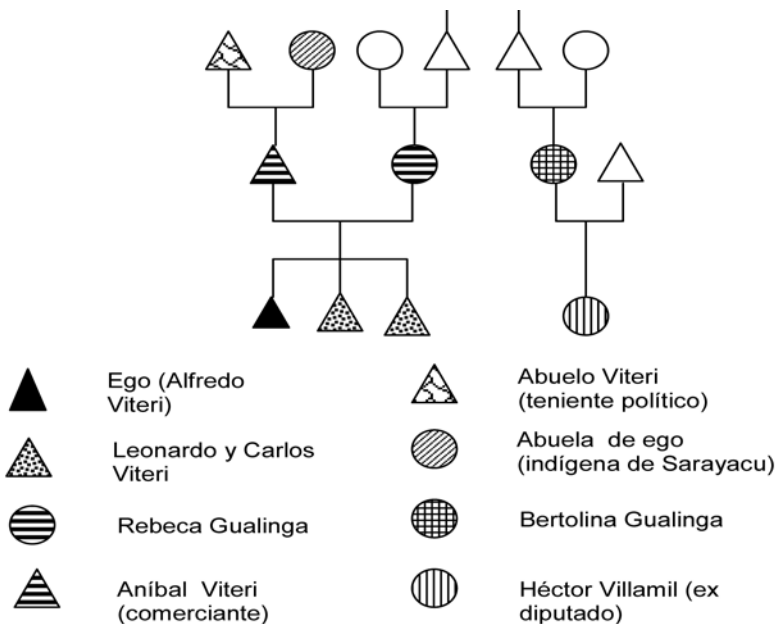 Ego (Alfredo
Viteri)
Leonardo y Carlos
Viteri
Rebeca Gualinga
Aníbal Viteri
(comerciante)
Abuelo Viteri
(teniente político)
Abuela de ego
(indígena de Sarayacu)
Bertolina Gualinga
Héctor Villamil (ex
diputado)